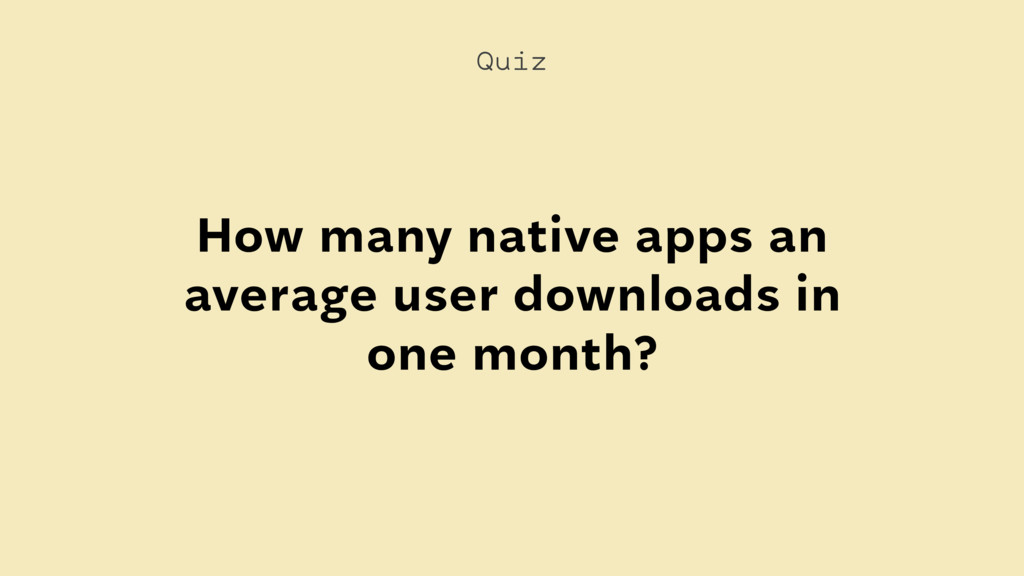 Quiz
How many native apps an
average user downloads in
one month?